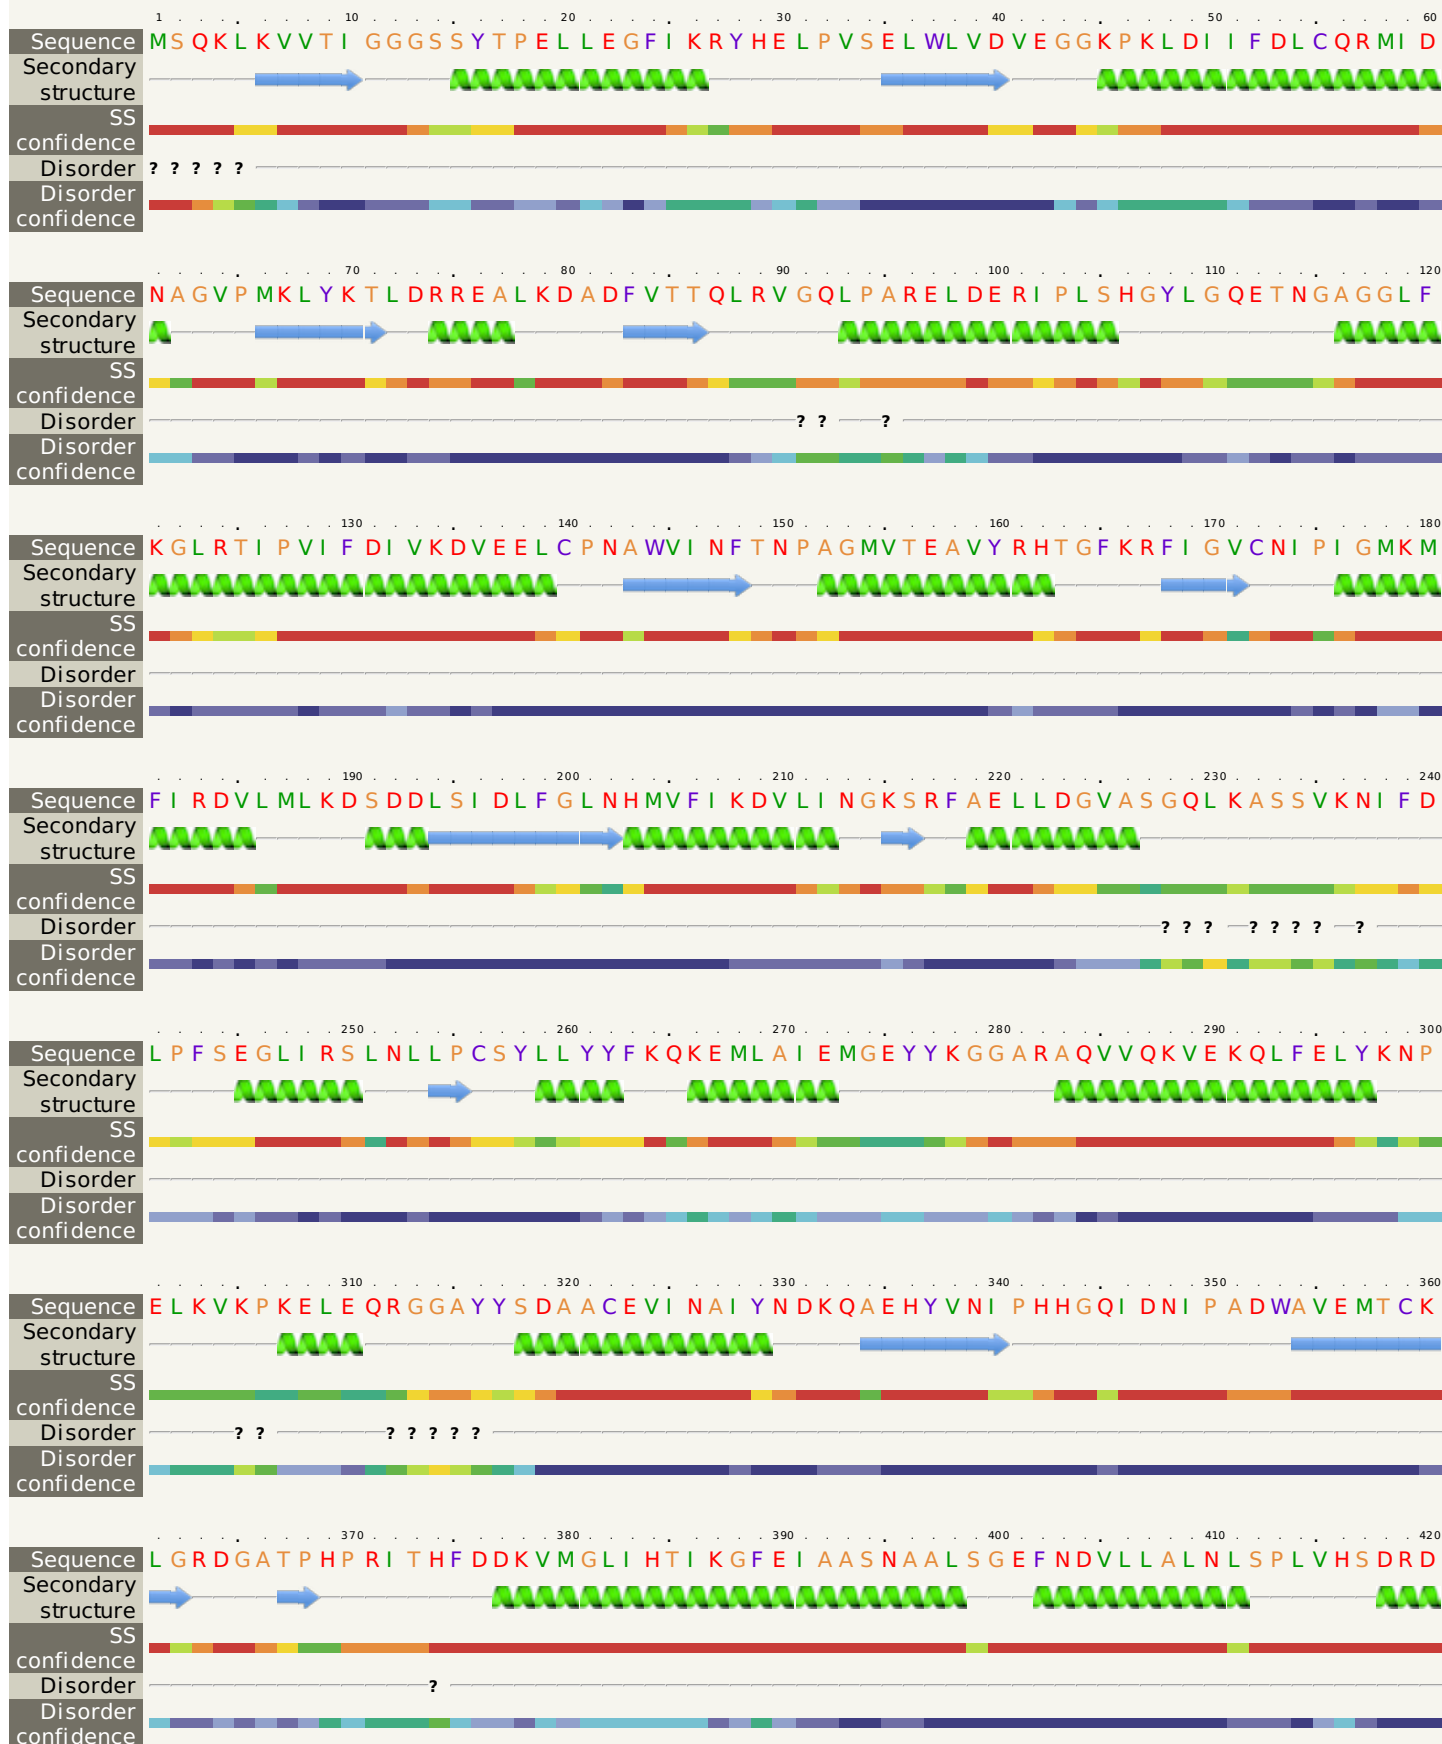 1 10 20 30 40 50 60
Sequence MSQKLKVVTIGGGSSYTPELLEGFIKRYHELPVSELWLVDVEGGKPKLDIIFDLCQRMID
Secondary
structure
SS
confidence
Disorder ? ? ? ? ?
Disorder
confidence
70 80 90 100 110 120
Sequence NAGVPMKLYKTLDRREALKDADFVTTQLRVGQLPARELDERIPLSHGYLGQETNGAGGLF
Secondary
structure
SS
confidence
Disorder ? ? ?
Disorder
confidence
130 140 150 160 170 180
Sequence KGLRTIPVIFDIVKDVEELCPNAWVINFTNPAGMVTEAVYRHTGFKRFIGVCNIPIGMKM
Secondary
structure
SS
confidence
Disorder
Disorder
confidence
190 200 210 220 230 240
Sequence FIRDVLMLKDSDDLSIDLFGLNHMVFIKDVLINGKSRFAELLDGVASGQLKASSVKNIFD
Secondary
structure
SS
confidence
Disorder ? ? ? ? ? ? ? ?
Disorder
confidence
250 260 270 280 290 300
Sequence LPFSEGLIRSLNLLPCSYLLYYFKQKEMLAIEMGEYYKGGARAQVVQKVEKQLFELYKNP
Secondary
structure
SS
confidence
Disorder
Disorder
confidence
310 320 330 340 350 360
Sequence ELKVKPKELEQRGGAYYSDAACEVINAIYNDKQAEHYVNIPHHGQIDNIPADWAVEMTCK
Secondary
structure
SS
confidence
Disorder ? ? ? ? ? ? ?
Disorder
confidence
370 380 390 400 410 420
Sequence LGRDGATPHPRITHFDDKVMGLIHTIKGFEIAASNAALSGEFNDVLLALNLSPLVHSDRD
Secondary
structure
SS
confidence
Disorder ?
Disorder
confidence